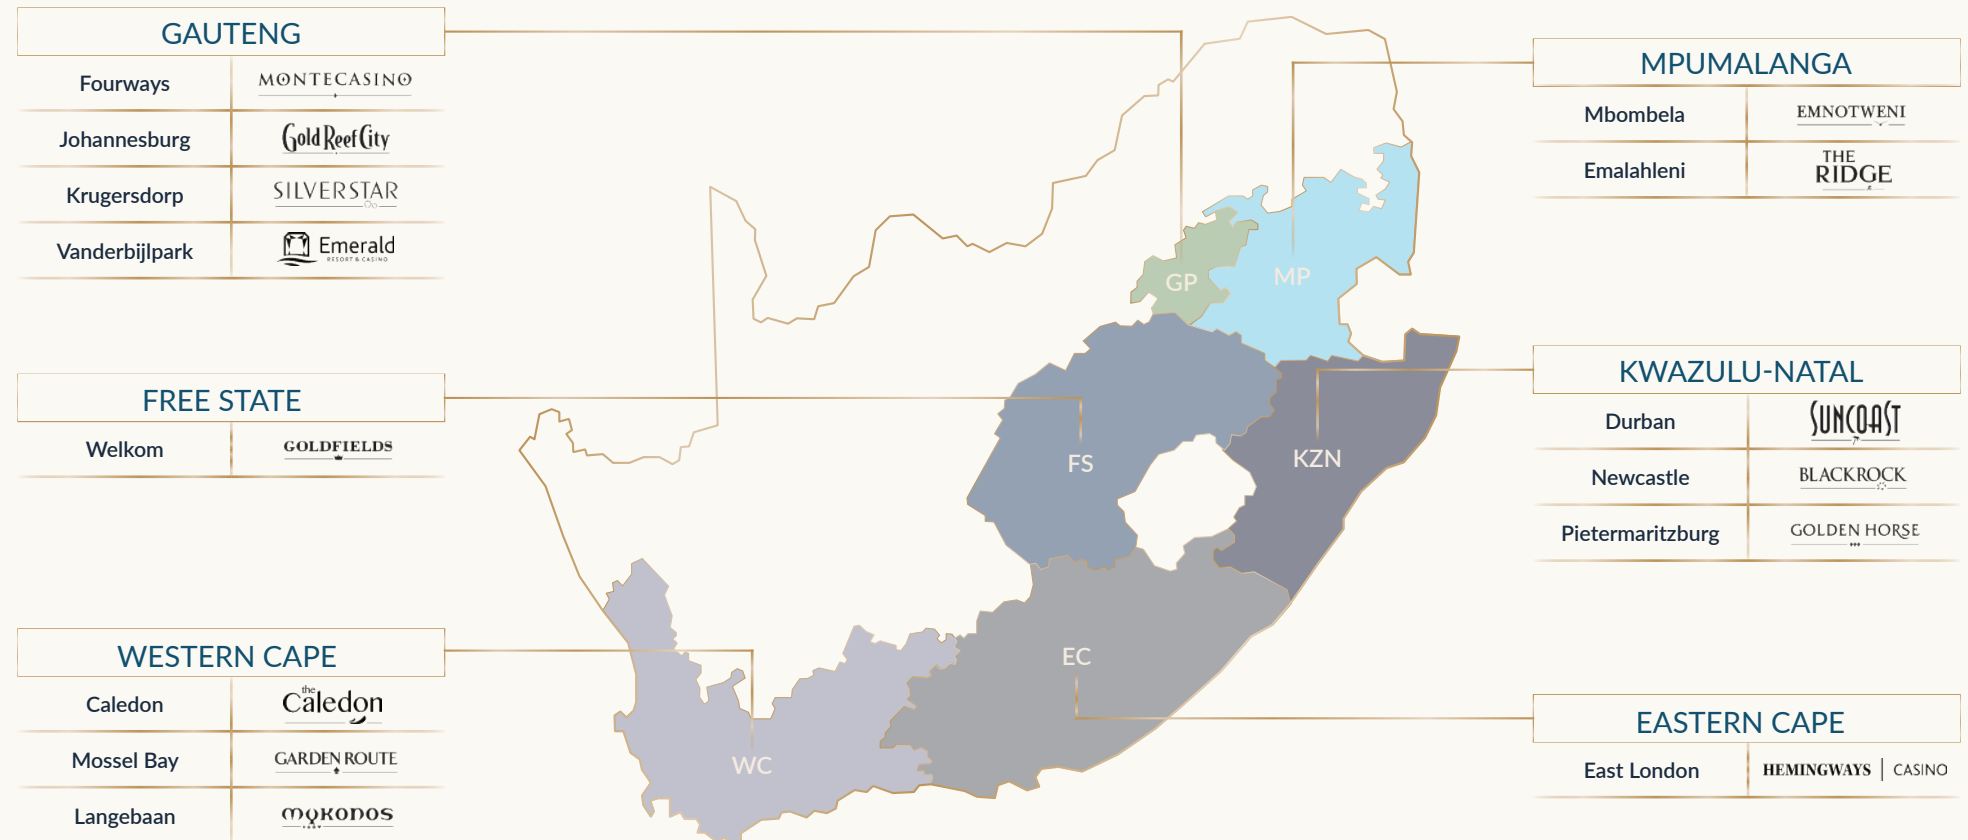 GAUTENG
Fourways MONTECASINO
Johannesburg Gold Reef City
Krugersdorp SILVERSTAR
Vanderbijlpark Emerald
RESORT & CASINO
FREE STATE
Welkom GOLDFIELDS
WESTERN CAPE
Caledon the Caledon
Mossel Bay GARDEN ROUTE
Langebaan MYKONOS
GP
MP
FS
KZN
EC
WC
MPUMALANGA
Mbombela EMNOTWENI
Emalahleni THE
RIDGE
KWAZULU-NATAL
Durban SUNCOAST
Newcastle BLACKROCK
Pietermaritzburg GOLDEN HORSE
EASTERN CAPE
East London HEMINGWAYS | CASINO